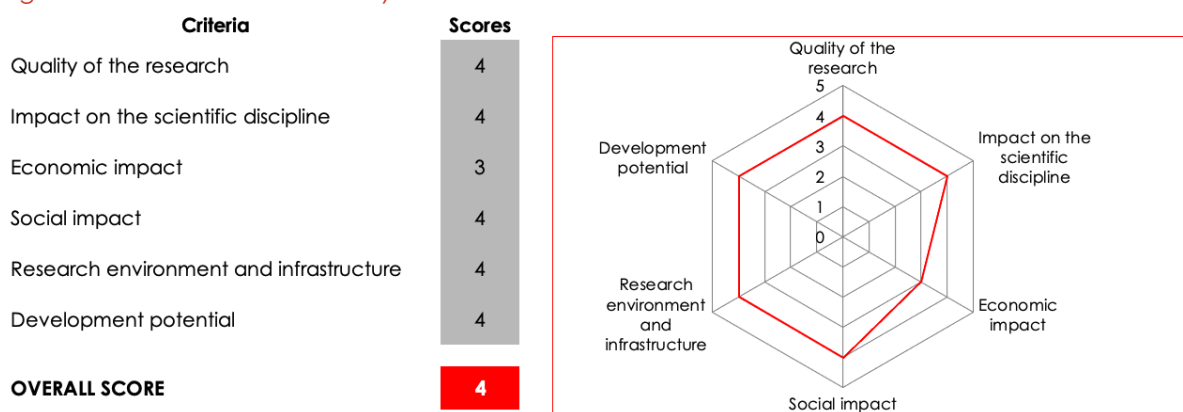 Criteria Scores
Quality of the research 4
Impact on the scientific discipline 4
Economic impact 3
Social impact 4
Research environment and infrastructure 4
Development potential 4
OVERALL SCORE 4
Quality of the
research
5
4
3
2
1
0
Impact on the
scientific
discipline
Economic
impact
Social impact
Research
environment
and
infrastructure
Development
potential